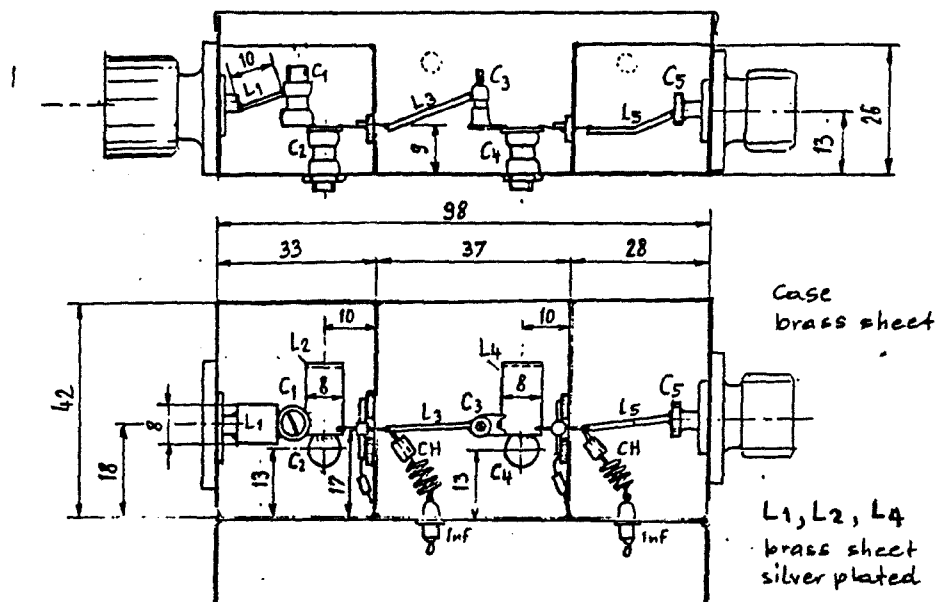 10
L1
C1
C2
L3
C3
C4
L5
C5
9
13
26
98
33
37
28
case
brass sheet
10
10
L2
L4
8
8
C1
L3
C3
L5
C5
42
8
L1
18
C2
CH
C4
CH
13
17
13
1nF
1nF
L1, L2, L4
brass sheet
silver plated